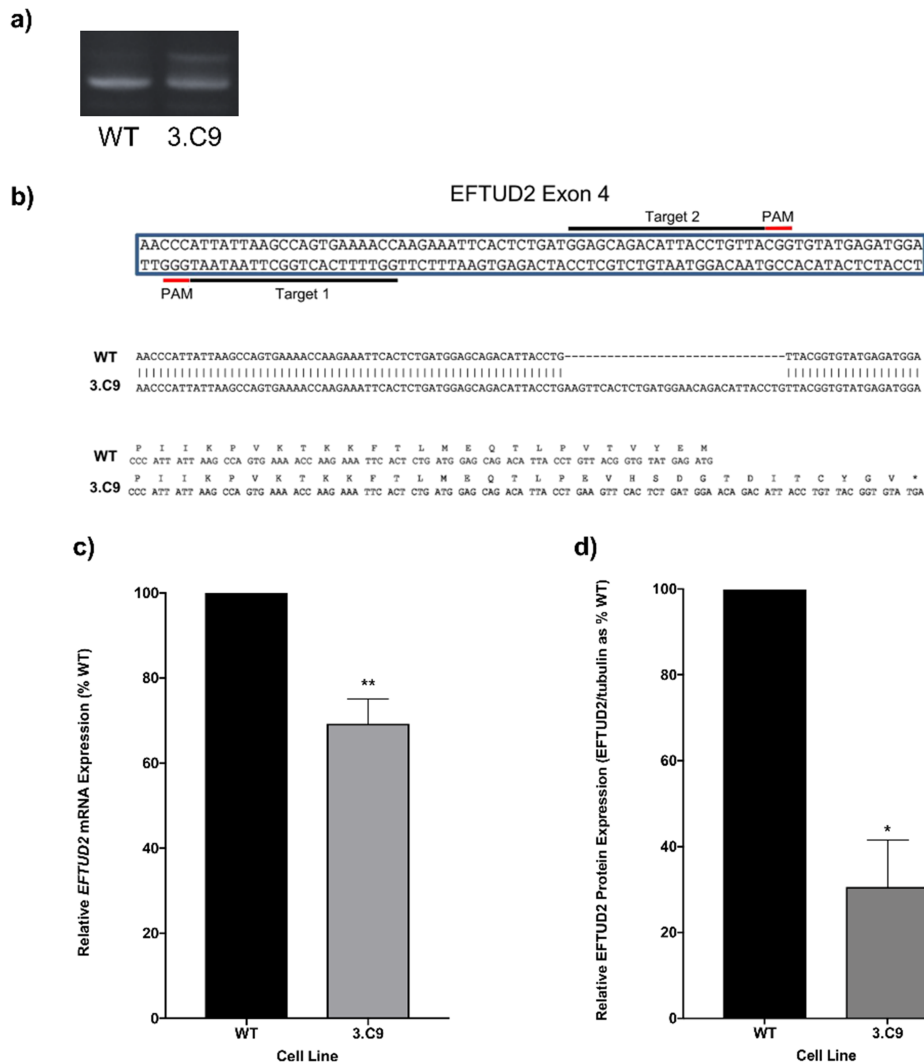 a)
WT 3.C9
b)
EFTUD2 Exon 4
Target 2 PAM
AACCCATTATTAAGCCAGTGAAAACCAAGAAATTCACTCTGATGGAGCAGACATTACCTGTTACGGTGTATGAGATGGA
TTGGGTAATAATTCGGTCACTTTTGGTTCTTTAAGTGAGACTACCTCGTCTGTAATGGACAATGCCACATACTCTACCT
PAM Target 1
WT AACCCATTATTAAGCCAGTGAAAACCAAGAAATTCACTCTGATGGAGCAGACATTACCTG-------------------------------TTACGGTGTATGAGATGGA
3.C9 AACCCATTATTAAGCCAGTGAAAACCAAGAAATTCACTCTGATGGAGCAGACATTACCTGAAGTTCACTCTGATGGAACAGACATTACCTGTTACGGTGTATGAGATGGA
P I I K P V K T K K F T L M E Q T L P V T V Y E M
WT CCC ATT ATT AAG CCA GTG AAA ACC AAG AAA TTC ACT CTG ATG GAG CAG ACA TTA CCT GTT ACG GTG TAT GAG ATG
P I I K P V K T K K F T L M E Q T L P E V H S D G T D I T C Y G V *
3.C9 CCC ATT ATT AAG CCA GTG AAA ACC AAG AAA TTC ACT CTG ATG GAG CAG ACA TTA CCT GAA GTT CAC TCT GAT GGA ACA GAC ATT ACC TGT TAC GGT GTA TGA
c)
Relative EFTUD2 mRNA Expression (% WT)
100
80
60
40
20
0
**
WT 3.C9
Cell Line
d)
Relative EFTUD2 Protein Expression (EFTUD2/tubulin as % WT)
100
80
60
40
20
0
*
WT 3.C9
Cell Line